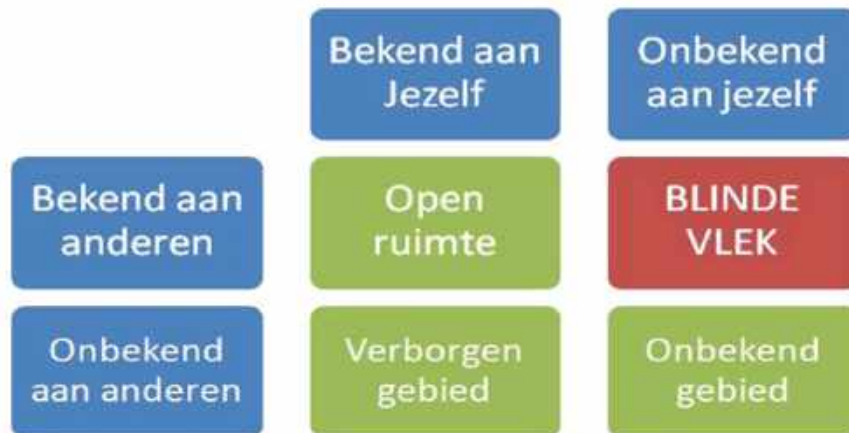 Bekend aan
Jezelf
Onbekend
aan jezelf
Bekend aan
anderen
Open
ruimte
BLINDE
VLEK
Onbekend
aan anderen
Verborgen
gebied
Onbekend
gebied